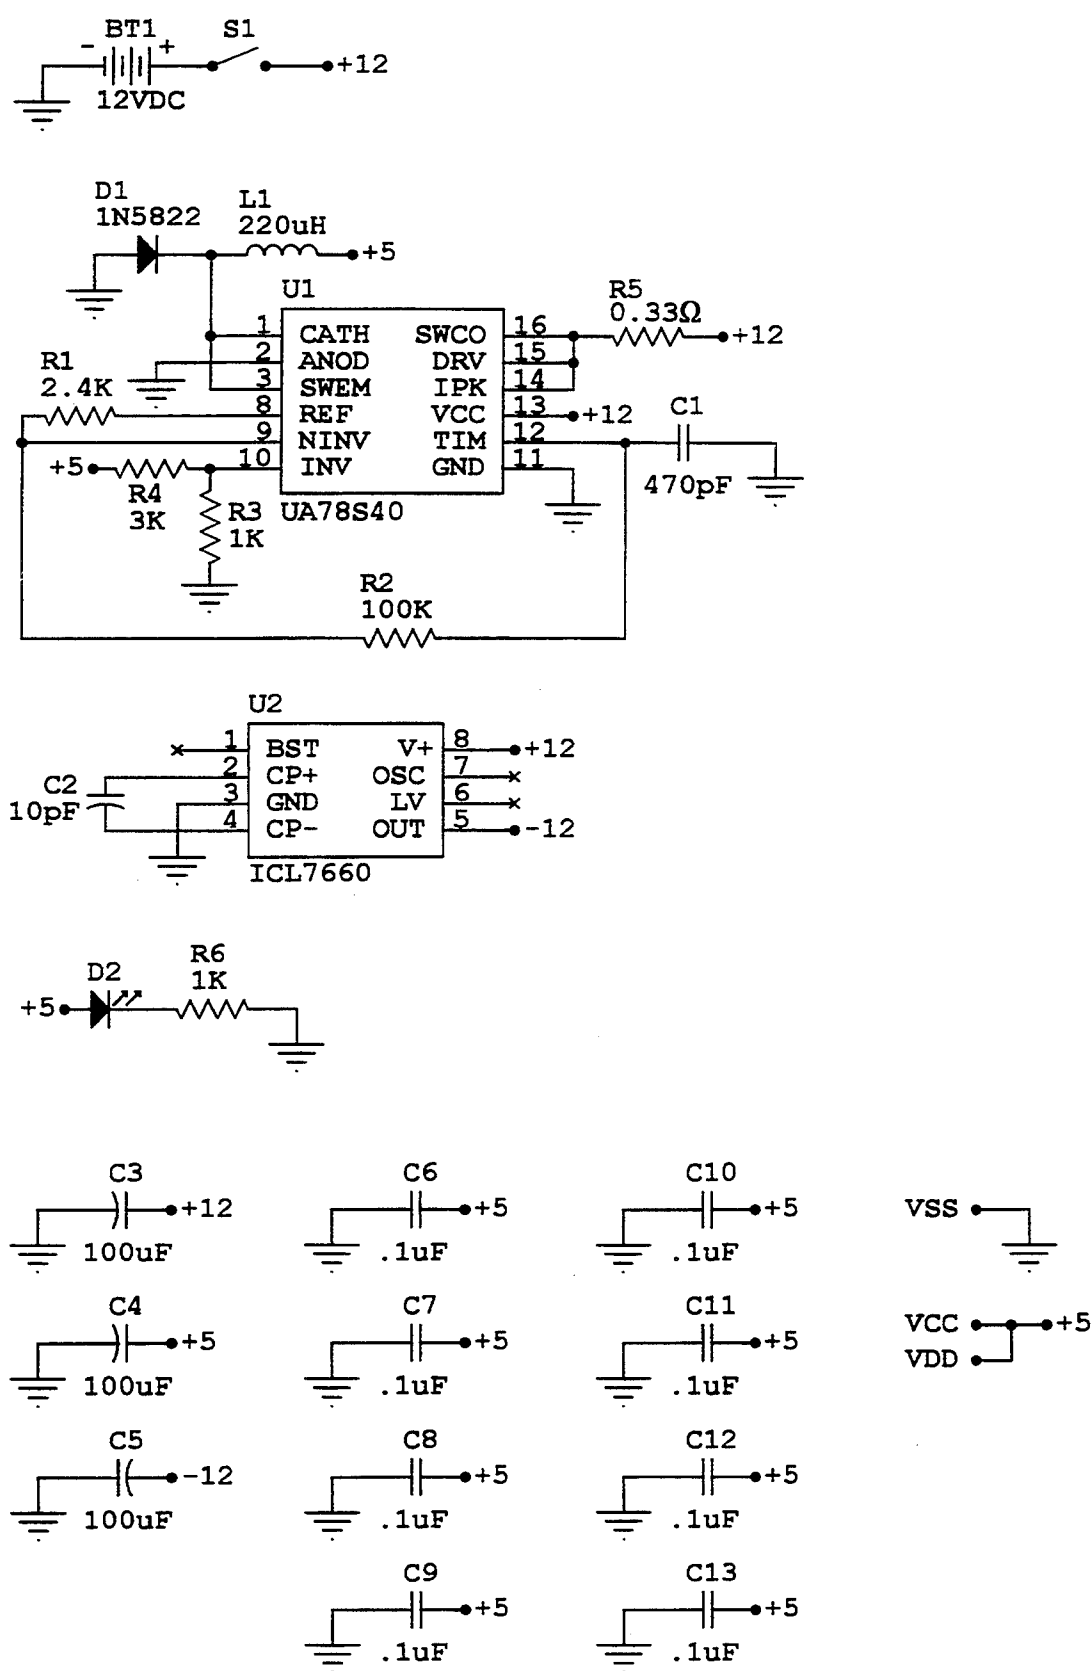 BT1
- +
S1
+12
12VDC
D1
1N5822
L1
220uH
+5
U1
R5
0.33Ω
+12
1 CATH SWCO 16
2 ANOD DRV 15
3 SWEM IPK 14
8 REF VCC 13 +12
9 NINV TIM 12
10 INV GND 11
R1
2.4K
C1
470pF
+5
R4
3K
R3
1K
UA78S40
R2
100K
U2
1 BST V+ 8 +12
2 CP+ OSC 7
3 GND LV 6
4 CP- OUT 5 -12
C2
10pF
ICL7660
D2
R6
1K
+5
C3
+12
100uF
C6
+5
.1uF
C10
+5
.1uF
VSS
C4
+5
100uF
C7
+5
.1uF
C11
+5
.1uF
VCC
+5
VDD
C5
-12
100uF
C8
+5
.1uF
C12
+5
.1uF
C9
+5
.1uF
C13
+5
.1uF